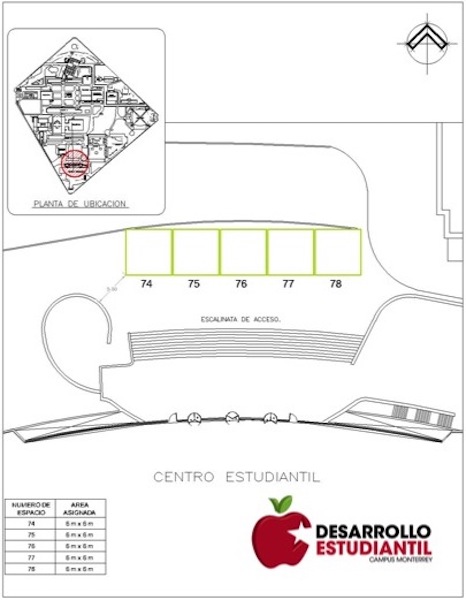 PLANTA DE UBICACION
74 75 76 77 78
ESCALINATA DE ACCESO.
CENTRO ESTUDIANTIL
NUMERO DE ESPACIO AREA ASIGNADA
74 6 m x 6 m
75 6 m x 6 m
76 6 m x 6 m
77 6 m x 6 m
78 6 m x 6 m
DESARROLLO
ESTUDIANTIL
CAMPUS MONTERREY